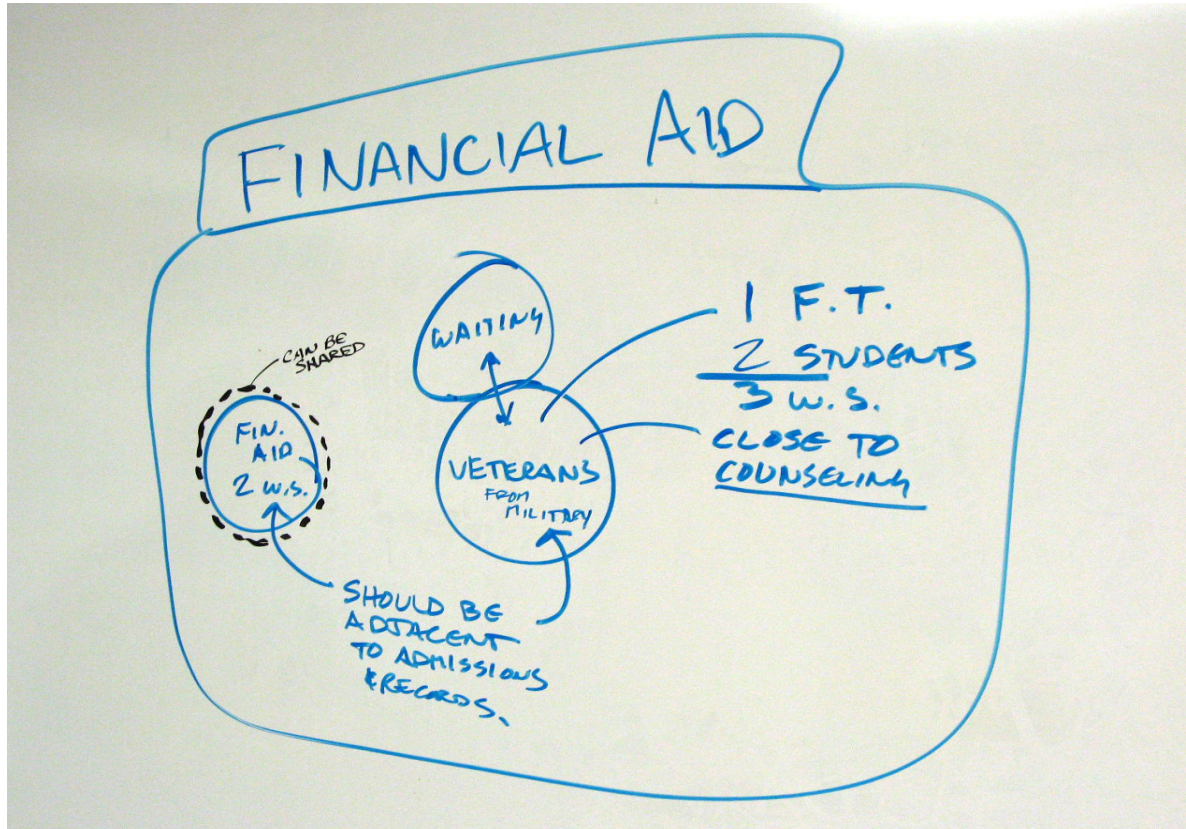 FINANCIAL AID
WAITING
CAN BE
SHARED
FIN.
AID
2 W.S.
VETERANS
FROM
MILITARY
1 F.T.
2 STUDENTS
3 W.S.
CLOSE TO
COUNSELING
SHOULD BE
ADJACENT
TO ADMISSIONS
& RECORDS.